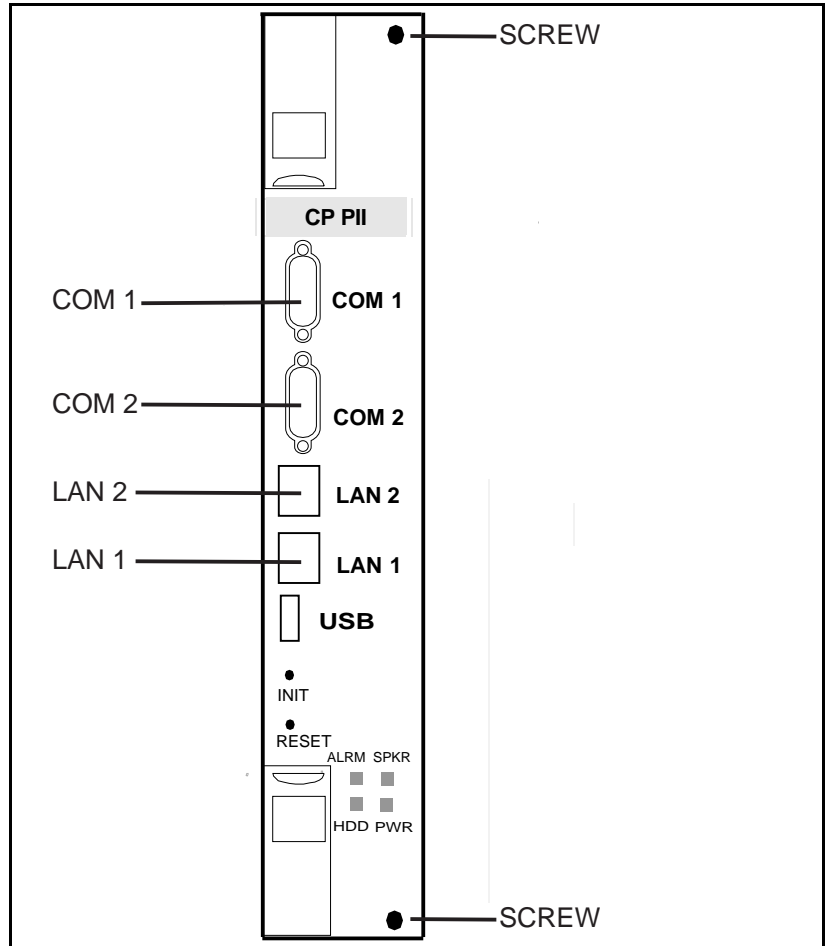 SCREW
CP PII
COM 1 COM 1
COM 2 COM 2
LAN 2 LAN 2
LAN 1 LAN 1
USB
INIT
RESET
ALRM SPKR
HDD PWR
SCREW